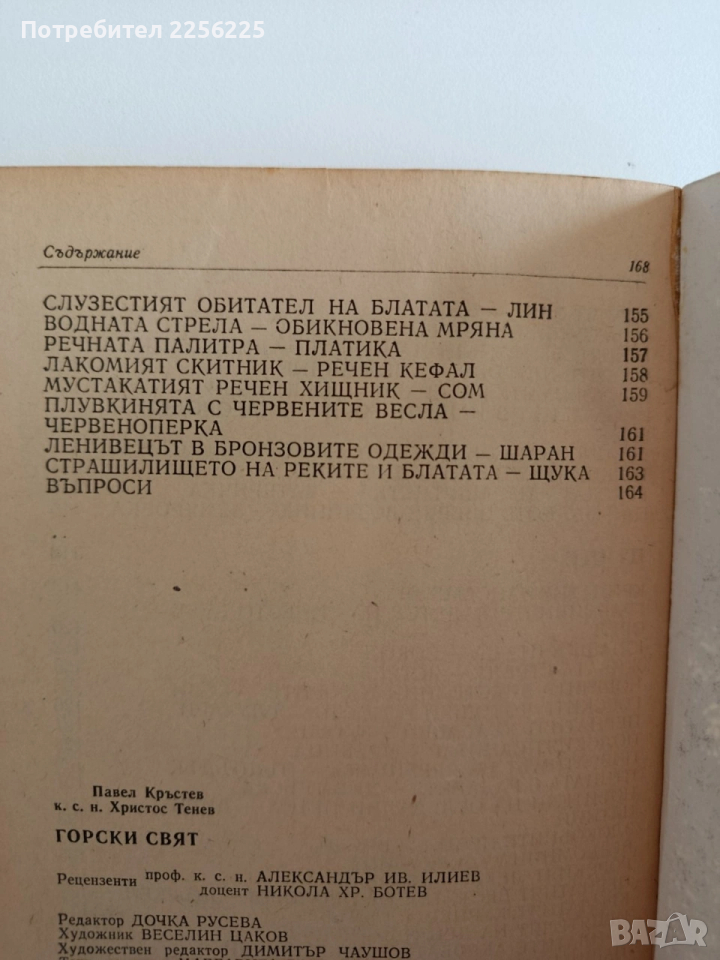 Потребител 2256225
Съдържание 168
СЛУЗЕСТИЯТ ОБИТАТЕЛ НА БЛАТАТА — ЛИН 155
ВОДНАТА СТРЕЛА — ОБИКНОВЕНА МРЯНА 156
РЕЧНАТА ПАЛИТРА — ПЛАТИКА 157
ЛАКОМИЯТ СКИТНИК — РЕЧЕН КЕФАЛ 158
МУСТАКАТИЯТ РЕЧЕН ХИЩНИК — СОМ 159
ПЛУВКИНЯТА С ЧЕРВЕНИТЕ ВЕСЛА —
ЧЕРВЕНОПЕРКА 161
ЛЕНИВЕЦЪТ В БРОНЗОВИТЕ ОДЕЖДИ — ШАРАН 161
СТРАШИЛИЩЕТО НА РЕКИТЕ И БЛАТАТА — ЩУКА 163
ВЪПРОСИ 164
Павел Кръстев
к. с. н. Христос Тенев
ГОРСКИ СВЯТ
Рецензенти проф. к. с. н. АЛЕКСАНДЪР ИВ. ИЛИЕВ
доцент НИКОЛА ХР. БОТЕВ
Редактор ДОЧКА РУСЕВА
Художник ВЕСЕЛИН ЦАКОВ
Художествен редактор ДИМИТЪР ЧАУШОВ
BAZAR